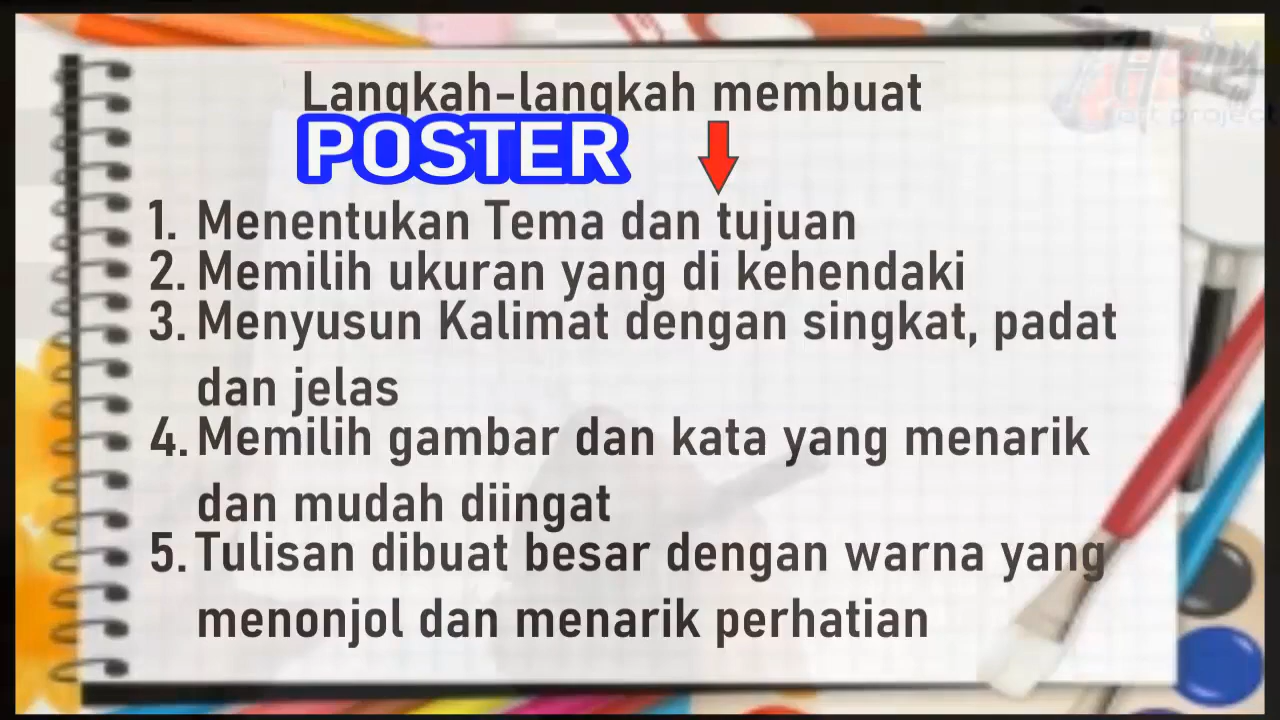 Langkah-langkah membuat
POSTER
1. Menentukan Tema dan tujuan
2. Memilih ukuran yang di kehendaki
3. Menyusun Kalimat dengan singkat, padat
dan jelas
4. Memilih gambar dan kata yang menarik
dan mudah diingat
5. Tulisan dibuat besar dengan warna yang
menonjol dan menarik perhatian
art project